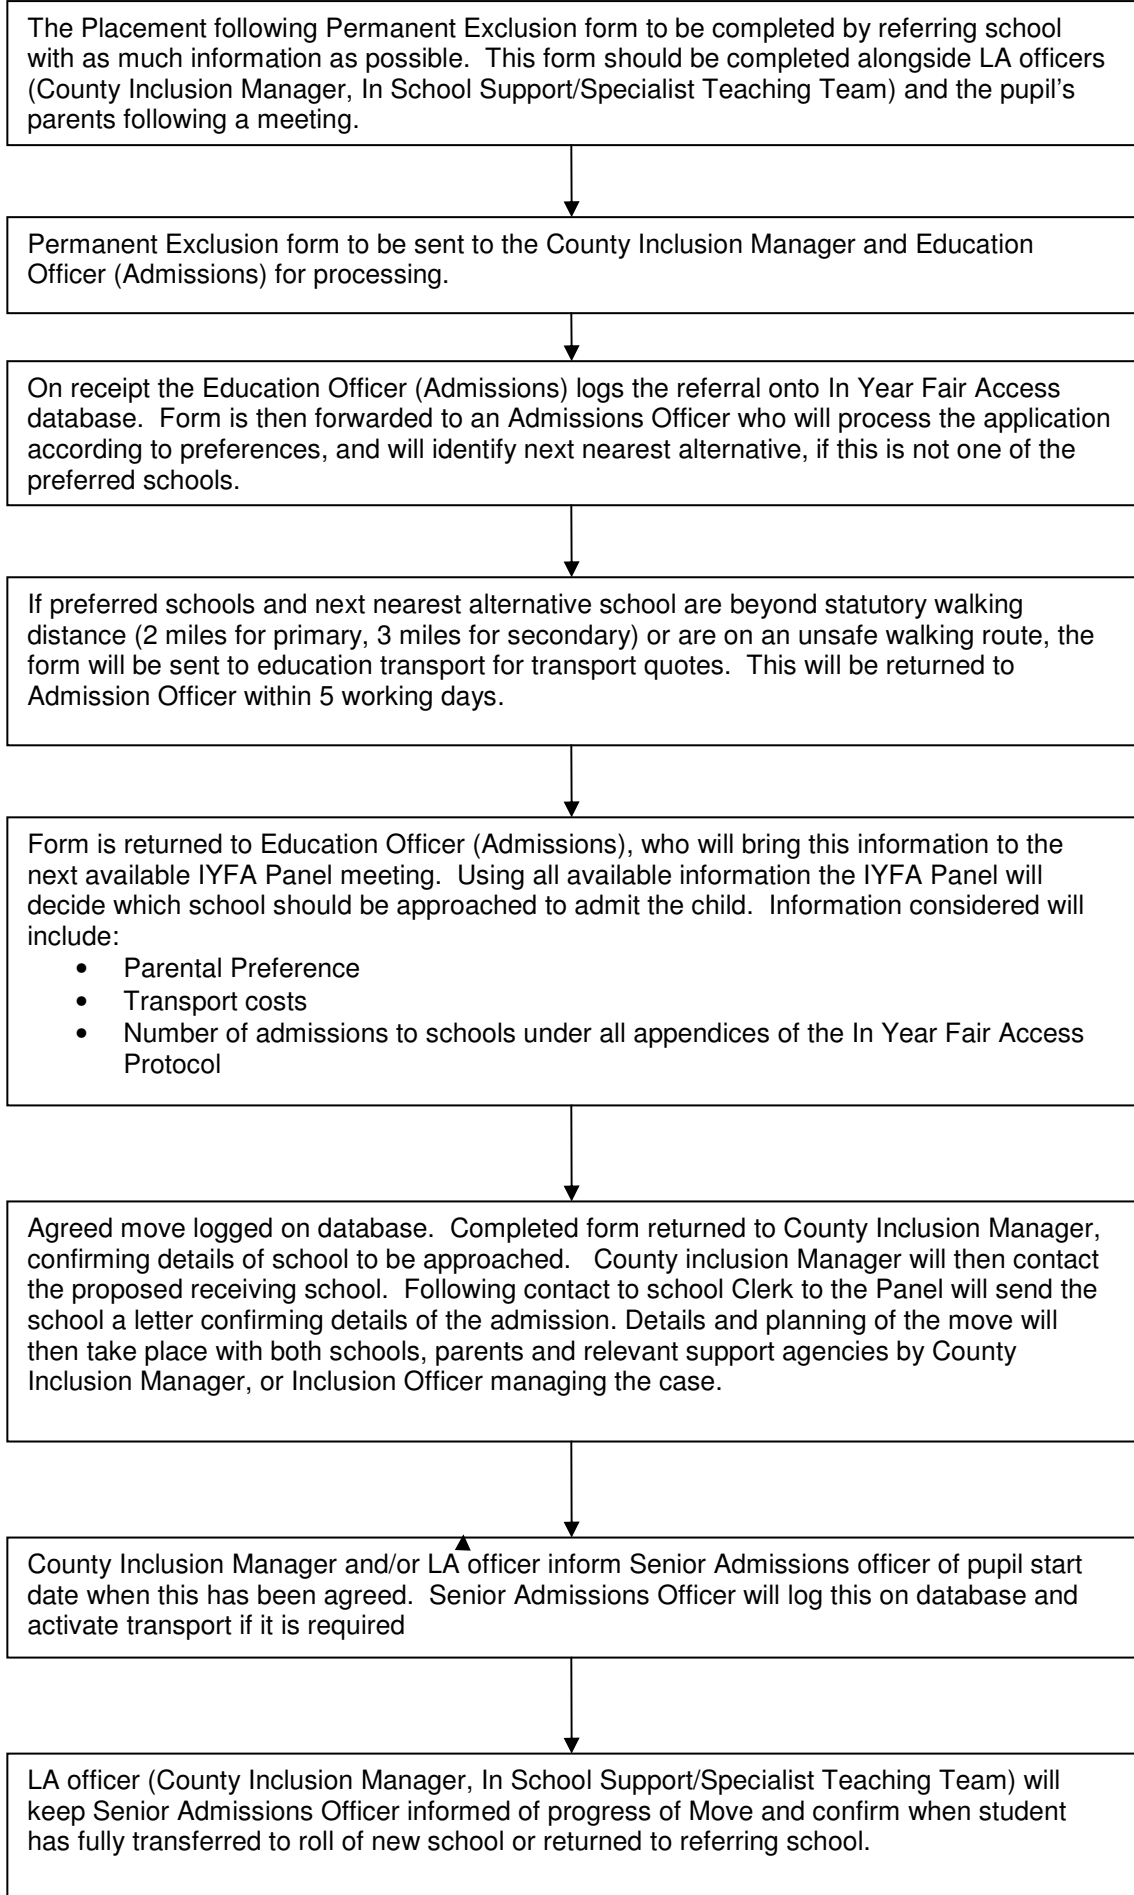 The Placement following Permanent Exclusion form to be completed by referring school
with as much information as possible.  This form should be completed alongside LA officers
(County Inclusion Manager, In School Support/Specialist Teaching Team) and the pupil's
parents following a meeting.
Permanent Exclusion form to be sent to the County Inclusion Manager and Education
Officer (Admissions) for processing.
On receipt the Education Officer (Admissions) logs the referral onto In Year Fair Access
database.  Form is then forwarded to an Admissions Officer who will process the application
according to preferences, and will identify next nearest alternative, if this is not one of the
preferred schools.
If preferred schools and next nearest alternative school are beyond statutory walking
distance (2 miles for primary, 3 miles for secondary) or are on an unsafe walking route, the
form will be sent to education transport for transport quotes.  This will be returned to
Admission Officer within 5 working days.
Form is returned to Education Officer (Admissions), who will bring this information to the
next available IYFA Panel meeting.  Using all available information the IYFA Panel will
decide which school should be approached to admit the child.  Information considered will
include:
• Parental Preference
• Transport costs
• Number of admissions to schools under all appendices of the In Year Fair Access
Protocol
Agreed move logged on database.  Completed form returned to County Inclusion Manager,
confirming details of school to be approached.   County inclusion Manager will then contact
the proposed receiving school.  Following contact to school Clerk to the Panel will send the
school a letter confirming details of the admission. Details and planning of the move will
then take place with both schools, parents and relevant support agencies by County
Inclusion Manager, or Inclusion Officer managing the case.
County Inclusion Manager and/or LA officer inform Senior Admissions officer of pupil start
date when this has been agreed.  Senior Admissions Officer will log this on database and
activate transport if it is required
LA officer (County Inclusion Manager, In School Support/Specialist Teaching Team) will
keep Senior Admissions Officer informed of progress of Move and confirm when student
has fully transferred to roll of new school or returned to referring school.